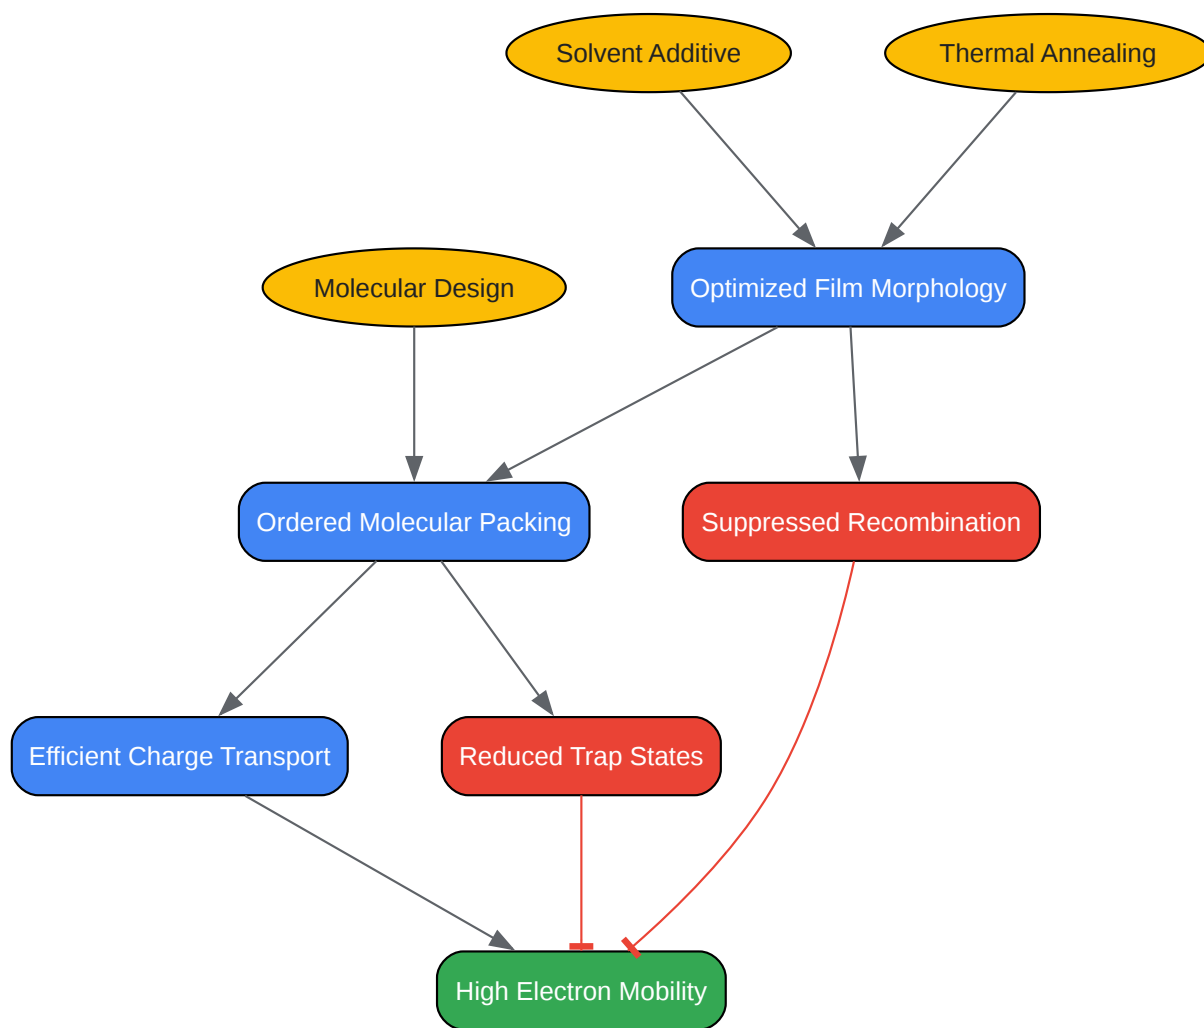 Solvent Additive
Thermal Annealing
Molecular Design
Optimized Film Morphology
Ordered Molecular Packing
Suppressed Recombination
Efficient Charge Transport
Reduced Trap States
High Electron Mobility